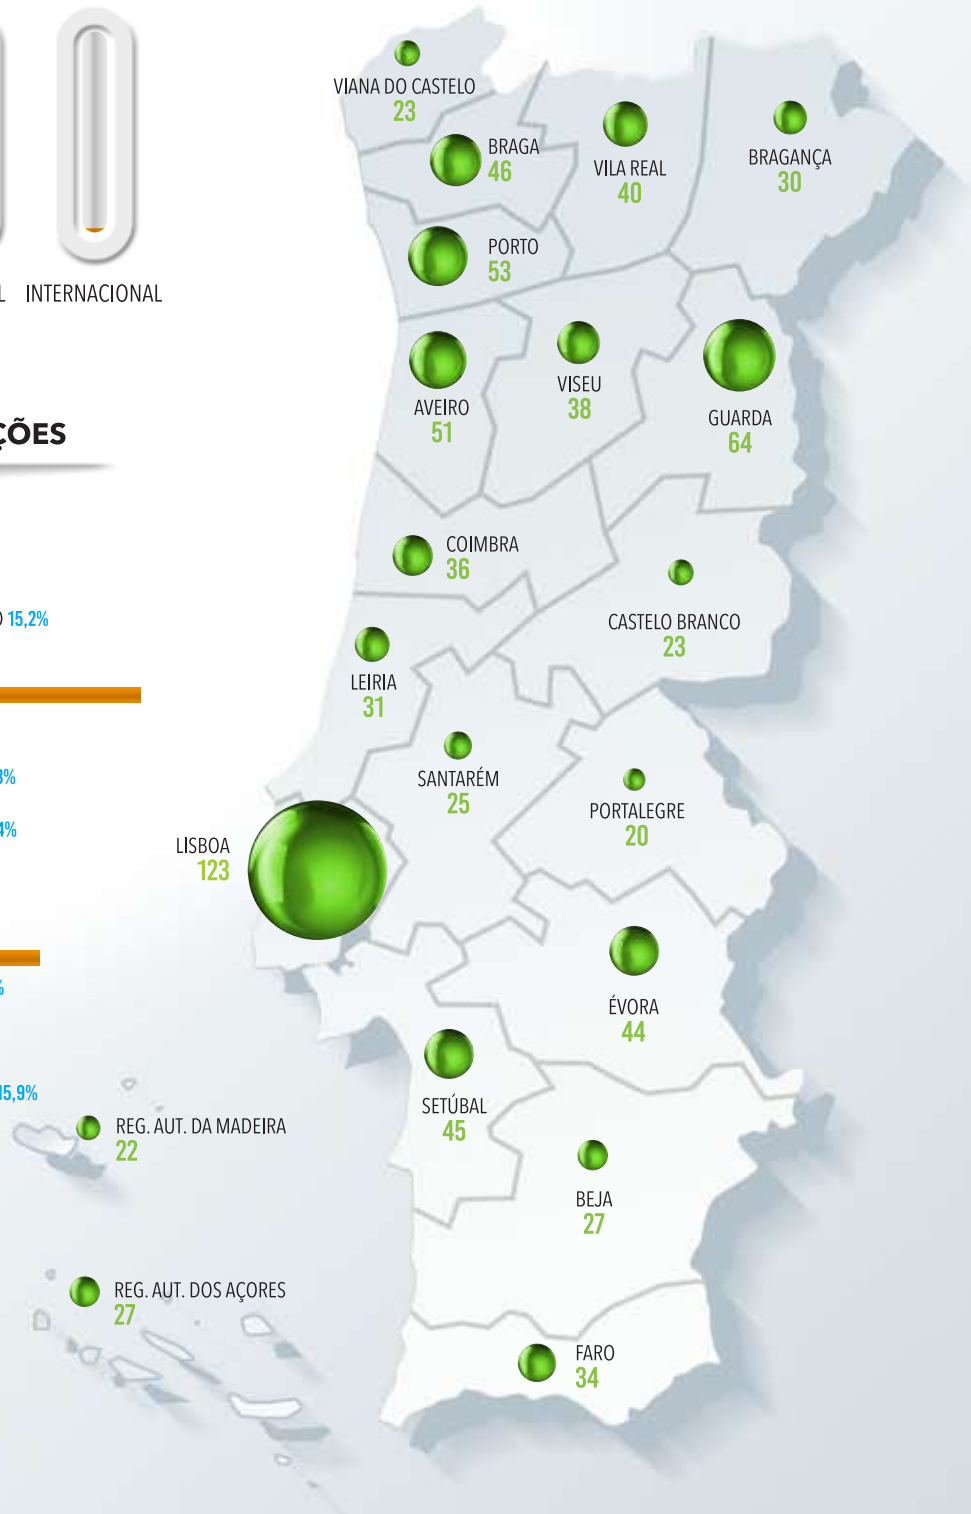 VIANA DO CASTELO
23
BRAGA
46
VILA REAL
40
BRAGANÇA
30
PORTO
53
INTERNACIONAL
AVEIRO
51
VISEU
38
GUARDA
64
ÇÕES
COIMBRA
36
CASTELO BRANCO
23
15,2%
LEIRIA
31
SANTARÉM
25
PORTALEGRE
20
LISBOA
123
ÉVORA
44
15,9%
SETÚBAL
45
REG. AUT. DA MADEIRA
22
BEJA
27
REG. AUT. DOS AÇORES
27
FARO
34